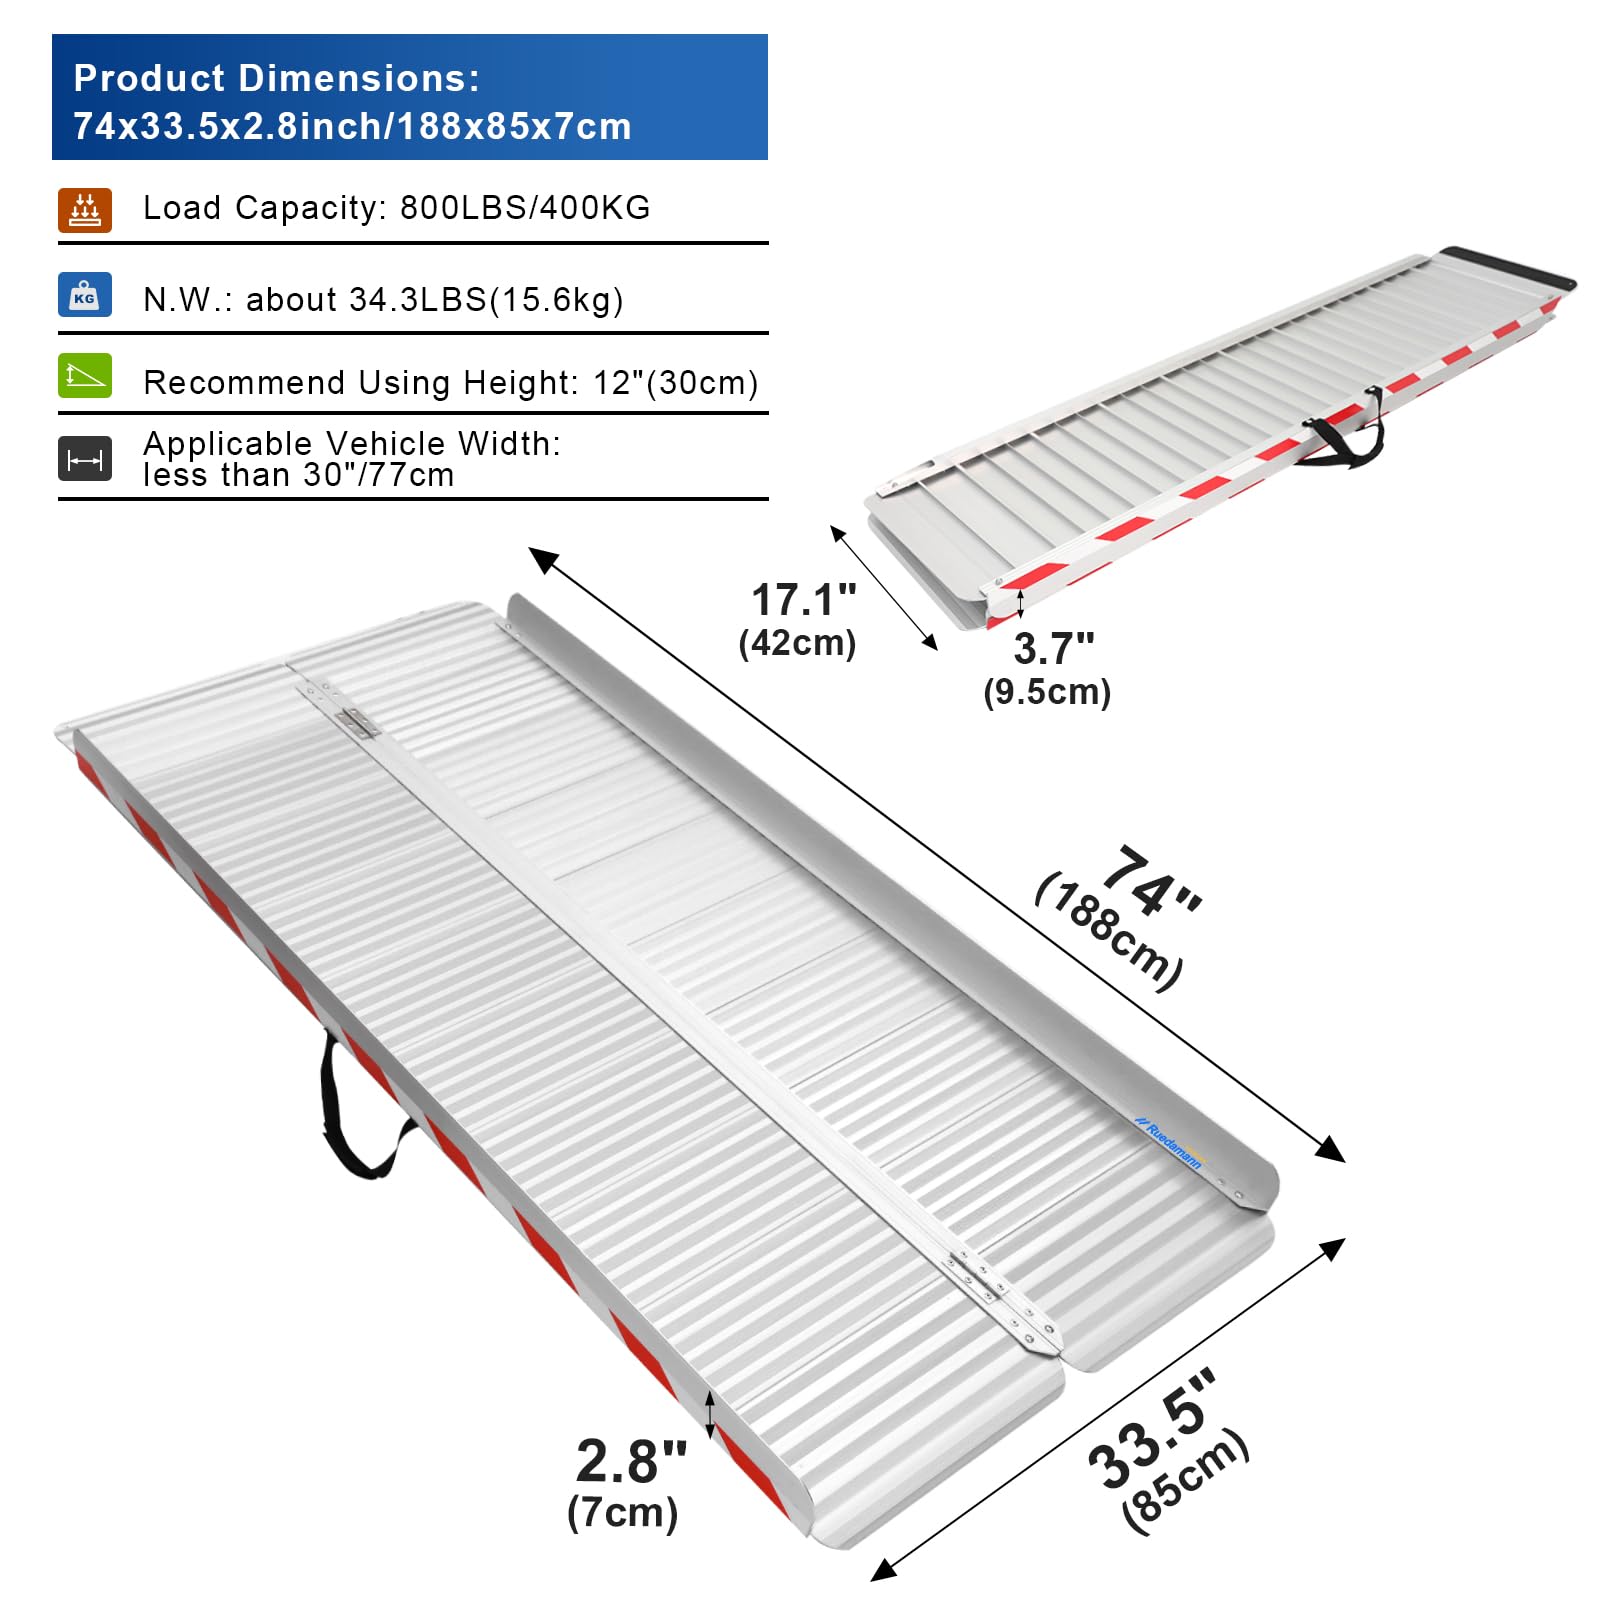 Product Dimensions:
74x33.5x2.8inch/188x85x7cm
Load Capacity: 800LBS/400KG
KG
N.W.: about 34.3LBS(15.6kg)
Recommend Using Height: 12"(30cm)
Applicable Vehicle Width:
less than 30"/77cm
17.1"
(42cm)
3.7"
(9.5cm)
74"
(188cm)
Ruedamann
33.5"
(85cm)
2.8"
(7cm)